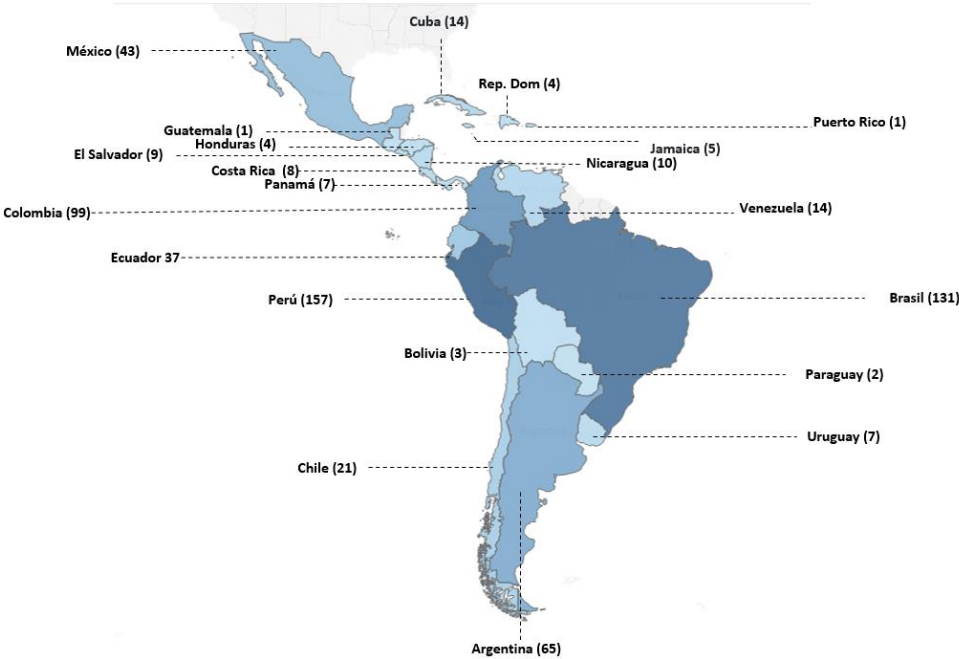 Cuba (14)
México (43)
Rep. Dom (4)
Puerto Rico (1)
Guatemala (1)
Honduras (4)
Jamaica (5)
El Salvador (9)
Nicaragua (10)
Costa Rica (8)
Panamá (7)
Colombia (99)
Venezuela (14)
Ecuador 37
Perú (157)
Brasil (131)
Bolivia (3)
Paraguay (2)
Uruguay (7)
Chile (21)
Argentina (65)